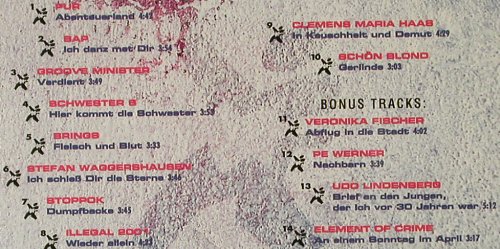 1 PUR
Abenteuerland 4:42
2 BAP
Ich danz met Dir 3:54
3 GROOVE MINISTER
Verdient 3:49
4 SCHWESTER S
Hier kommt die Schwester 3:58
5 BRINGS
Fleisch und Blut 3:33
6 STEFAN WAGGERSHAUSEN
Ich schieß Dir die Sterne 3:46
7 STOPPOK
Dumpfbacke 3:45
8 ILLEGAL 2001
Wieder allein 4:23
9 CLEMENS MARIA HAAS
In Keuschheit und Demut 4:29
10 SCHÖN BLOND
Gerlinde 3:03
BONUS TRACKS:
11 VERONIKA FISCHER
Abflug in die Stadt 4:02
12 PE WERNER
Nachbarn 3:39
13 UDO LINDENBERG
Brief an den Jungen,
der ich vor 30 Jahren war 5:12
14 ELEMENT OF CRIME
An einem Sonntag im April 3:17